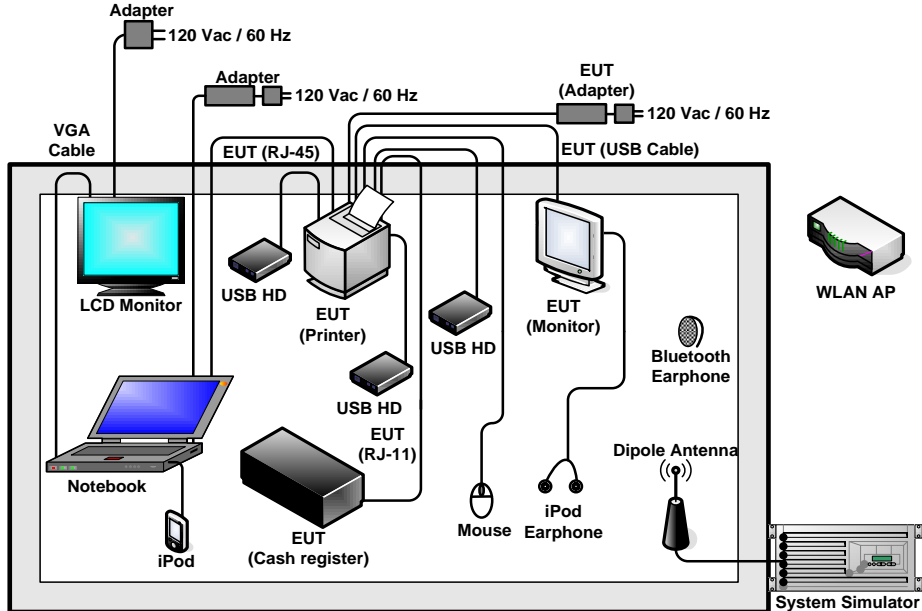 Adapter
120 Vac / 60 Hz
Adapter
120 Vac / 60 Hz
EUT
(Adapter)
120 Vac / 60 Hz
VGA
Cable
EUT (RJ-45)
EUT (USB Cable)
LCD Monitor
USB HD
EUT
(Printer)
USB HD
EUT
(Monitor)
WLAN AP
Bluetooth
Earphone
USB HD
EUT
(RJ-11)
Dipole Antenna
Notebook
iPod
EUT
(Cash register)
Mouse
iPod
Earphone
System Simulator